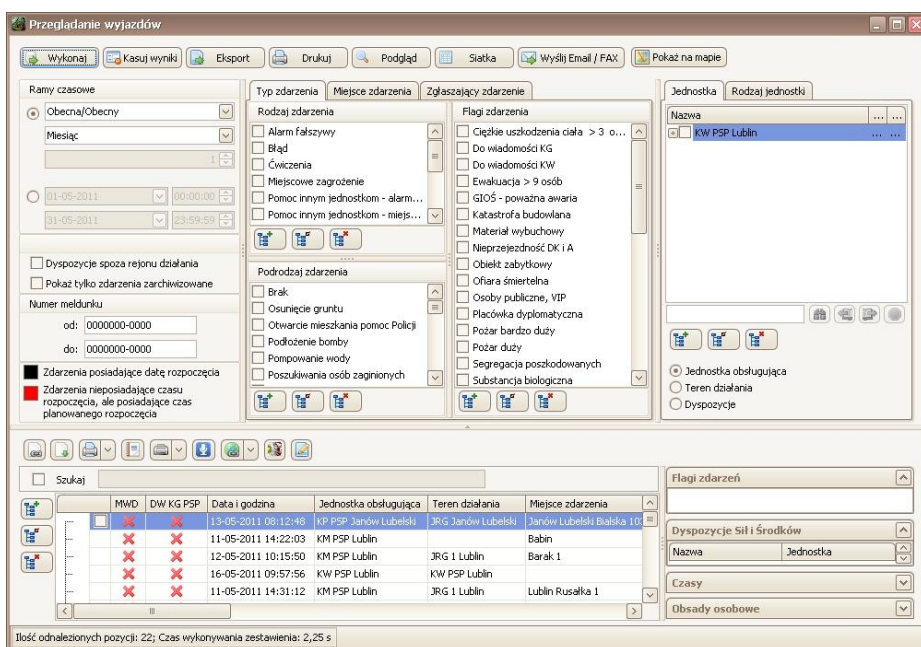 Przeglądanie wyjazdów
Wykonaj Kasuj wyniki Eksport Drukuj Podgląd Siatka Wyślij Email / FAX Pokaż na mapie
Ramy czasowe
Obecna/Obecny
Miesiąc
1
01-05-2011 00:00:00
31-05-2011 23:59:59
Dyspozycje spoza rejonu działania
Pokaż tylko zdarzenia zarchiwizowane
Numer meldunku
od: 0000000-0000
do: 0000000-0000
Zdarzenia posiadające datę rozpoczęcia
Zdarzenia nieposiadające czasu
rozpoczęcia, ale posiadające czas
planowanego rozpoczęcia
Typ zdarzenia Miejsce zdarzenia Zgłaszający zdarzenie
Rodzaj zdarzenia
Alarm fałszywy
Błąd
Ćwiczenia
Miejscowe zagrożenie
Pomoc innym jednostkom - alarm...
Pomoc innym jednostkom - miejs...
Podrodzaj zdarzenia
Brak
Osunięcie gruntu
Otwarcie mieszkania pomoc Policji
Podłożenie bomby
Pompowanie wody
Poszukiwania osób zaginionych
Flagi zdarzenia
Ciężkie uszkodzenia ciała > 3 o...
Do wiadomości KG
Do wiadomości KW
Ewakuacja > 9 osób
GIOŚ - poważna awaria
Katastrofa budowlana
Materiał wybuchowy
Nieprzejezdność DK i A
Obiekt zabytkowy
Ofiara śmiertelna
Osoby publiczne, VIP
Placówka dyplomatyczna
Pożar bardzo duży
Pożar duży
Segregacja poszkodowanych
Substancja biologiczna
Jednostka Rodzaj jednostki
Nazwa ... ...
KW PSP Lublin ... ...
Jednostka obsługująca
Teren działania
Dyspozycje
Szukaj
MWD DW KG PSP Data i godzina Jednostka obsługująca Teren działania Miejsce zdarzenia
13-05-2011 08:12:48 KP PSP Janów Lubelski JRG Janów Lubelski Janów Lubelski Bialska 10
11-05-2011 14:22:03 KM PSP Lublin Babin
12-05-2011 10:15:50 KM PSP Lublin JRG 1 Lublin Barak 1
16-05-2011 09:57:56 KW PSP Lublin KW PSP Lublin
11-05-2011 14:31:12 KM PSP Lublin JRG 1 Lublin Lublin Rusałka 1
Flagi zdarzeń
Dyspozycje Sił i Środków
Nazwa Jednostka
Czasy
Obsady osobowe
Ilość odnalezionych pozycji: 22; Czas wykonywania zestawienia: 2,25 s